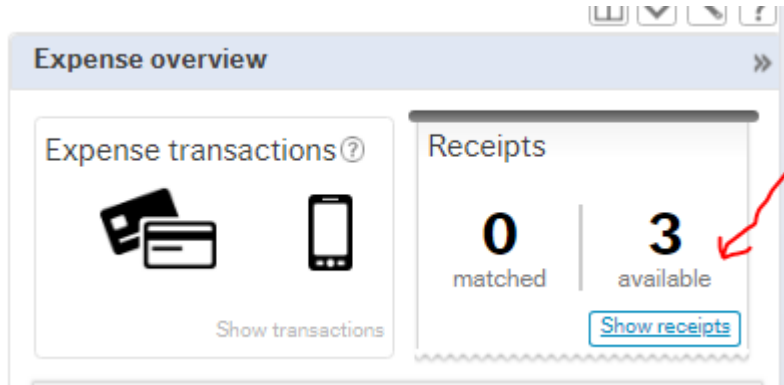 Expense overview
Expense transactions
Receipts
0
3
matched
available
Show transactions
Show receipts